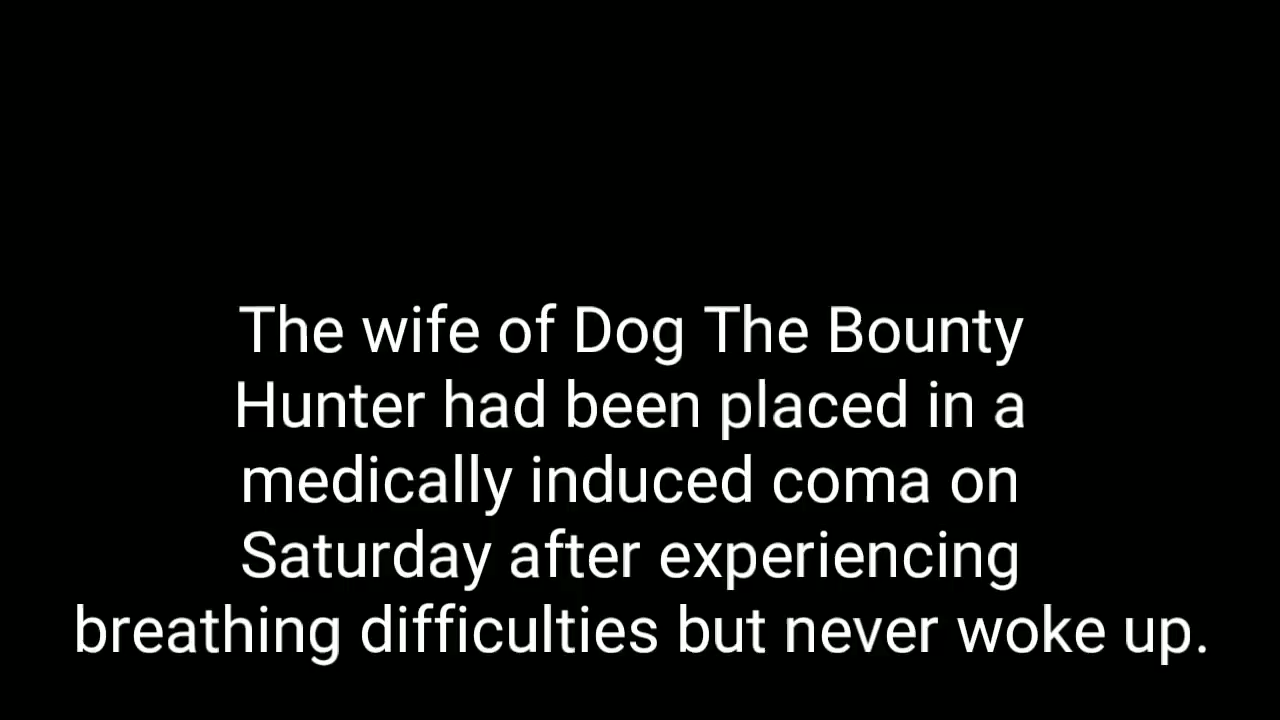 The wife of Dog The Bounty
Hunter had been placed in a
medically induced coma on
Saturday after experiencing
breathing difficulties but never woke up.